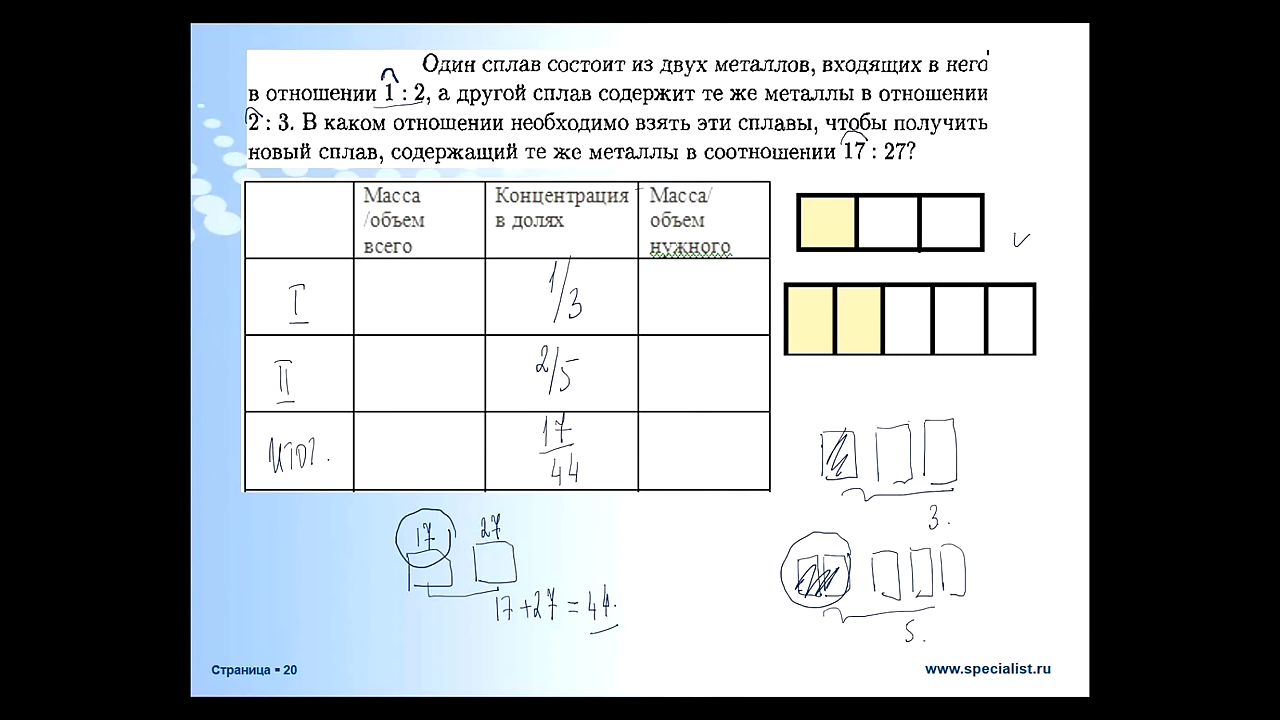 Один сплав состоит из двух металлов, входящих в него
в отношении 1 : 2, а другой сплав содержит те же металлы в отношении
2 : 3. В каком отношении необходимо взять эти сплавы, чтобы получить
новый сплав, содержащий те же металлы в соотношении 17 : 27?
Масса
/объем
всего
Концентрация
в долях
Масса/
объем
нужного
I
1/3
II
2/5
итог.
17
44
3.
17
27
17+27=44.
5.
Страница ▪ 20
www.specialist.ru